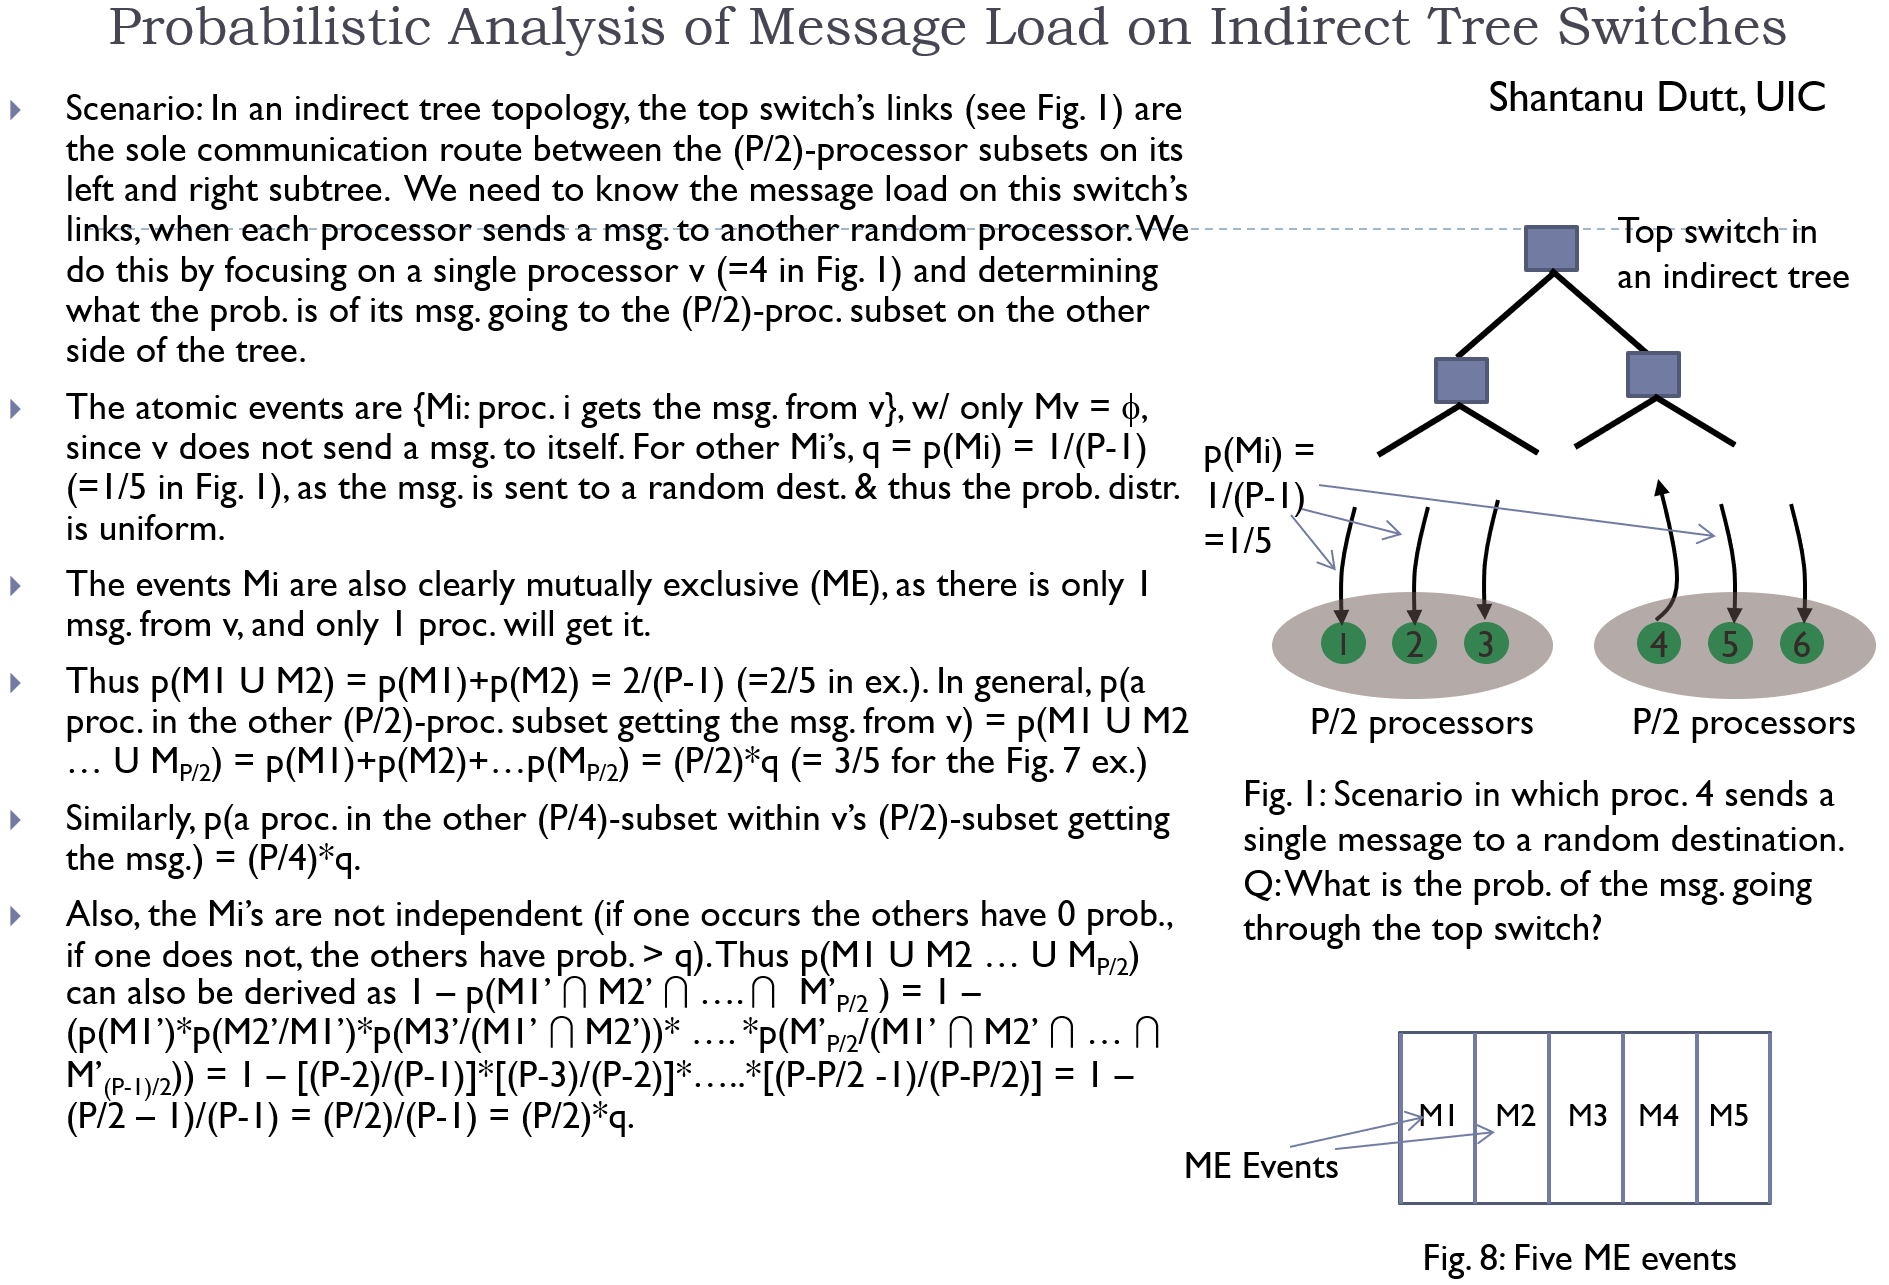 Probabilistic Analysis of Message Load on Indirect Tree Switches
Shantanu Dutt, UIC
Scenario: In an indirect tree topology, the top switch’s links (see Fig. 1) are
the sole communication route between the (P/2)-processor subsets on its
left and right subtree. We need to know the message load on this switch’s
links, when each processor sends a msg. to another random processor. We
do this by focusing on a single processor v (=4 in Fig. 1) and determining
what the prob. is of its msg. going to the (P/2)-proc. subset on the other
side of the tree.
The atomic events are {Mi: proc. i gets the msg. from v}, w/ only Mv = ϕ,
since v does not send a msg. to itself. For other Mi’s, q = p(Mi) = 1/(P-1)
(=1/5 in Fig. 1), as the msg. is sent to a random dest. & thus the prob. distr.
is uniform.
The events Mi are also clearly mutually exclusive (ME), as there is only 1
msg. from v, and only 1 proc. will get it.
Thus p(M1 U M2) = p(M1)+p(M2) = 2/(P-1) (=2/5 in ex.). In general, p(a
proc. in the other (P/2)-proc. subset getting the msg. from v) = p(M1 U M2
… U M_P/2) = p(M1)+p(M2)+…p(M_P/2) = (P/2)*q (= 3/5 for the Fig. 7 ex.)
Similarly, p(a proc. in the other (P/4)-subset within v’s (P/2)-subset getting
the msg.) = (P/4)*q.
Also, the Mi’s are not independent (if one occurs the others have 0 prob.,
if one does not, the others have prob. > q). Thus p(M1 U M2 … U M_P/2)
can also be derived as 1 – p(M1’ ⋂ M2’ ⋂ …. ⋂ M’_P/2 ) = 1 –
(p(M1’)*p(M2’/M1’)*p(M3’/(M1’ ⋂ M2’))* …. *p(M’_P/2/(M1’ ⋂ M2’ ⋂ … ⋂
M’_(P-1)/2)) = 1 – [(P-2)/(P-1)]*[(P-3)/(P-2)]*…..*[(P-P/2 -1)/(P-P/2)] = 1 –
(P/2 – 1)/(P-1) = (P/2)/(P-1) = (P/2)*q.
Top switch in
an indirect tree
p(Mi) =
1/(P-1)
=1/5
1 2 3 4 5 6
P/2 processors P/2 processors
Fig. 1: Scenario in which proc. 4 sends a
single message to a random destination.
Q: What is the prob. of the msg. going
through the top switch?
M1 M2 M3 M4 M5
ME Events
Fig. 8: Five ME events